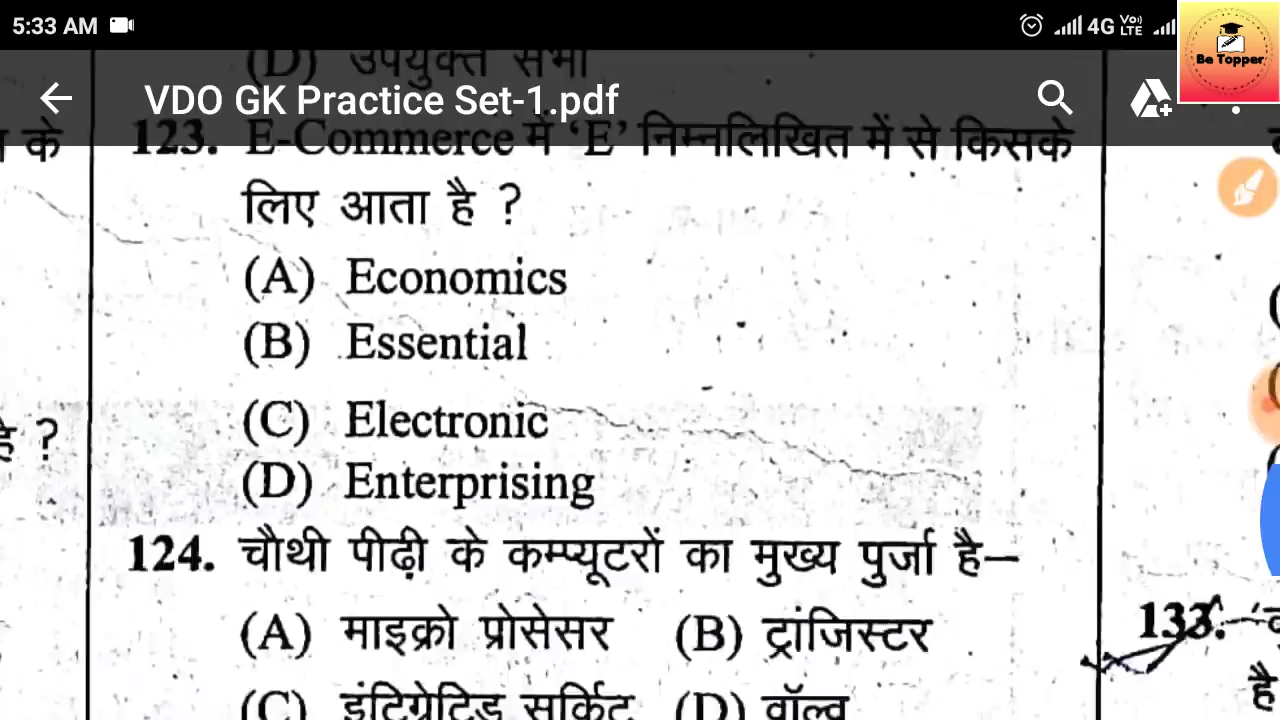 5:33 AM
4G VoLTE
Be Topper
(D) उपयुक्त सभी
VDO GK Practice Set-1.pdf
के
123. E-Commerce में 'E' निम्नलिखित में से किसके
लिए आता है ?
(A) Economics
(B) Essential
(C) Electronic
(D) Enterprising
है ?
124. चौथी पीढ़ी के कम्प्यूटरों का मुख्य पुर्जा है—
(A) माइक्रो प्रोसेसर (B) ट्रांजिस्टर
(C) इंटिग्रेटिड सर्किट (D) वॉल्व
133.
है